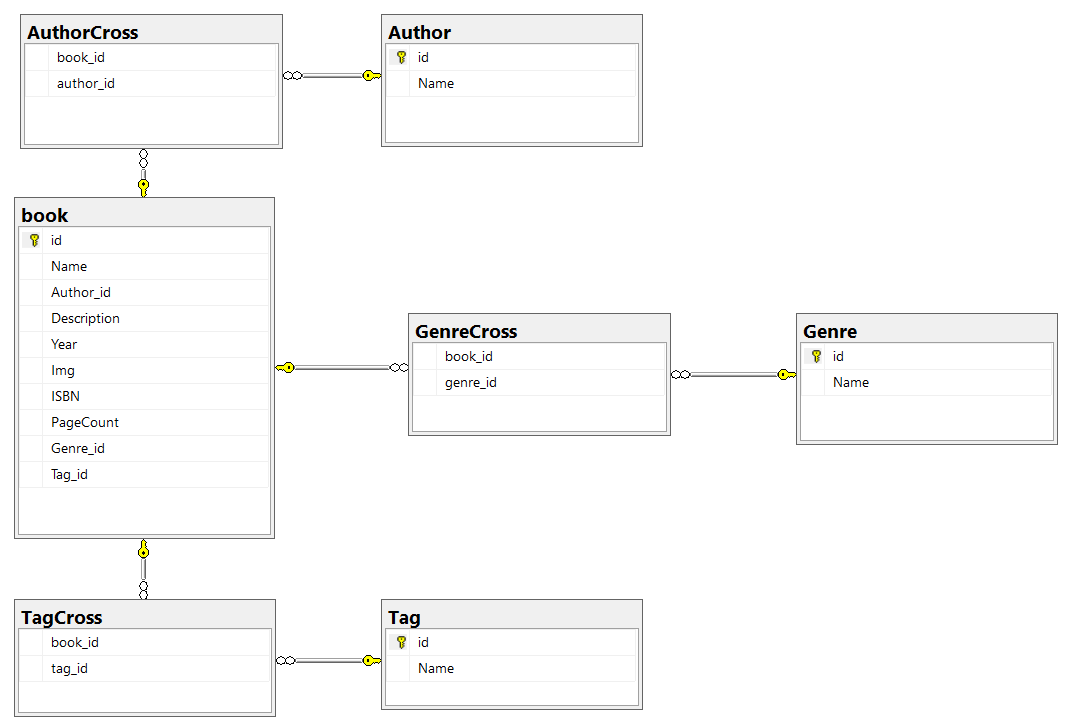 AuthorCross
book_id
author_id
Author
id
Name
book
id
Name
Author_id
Description
Year
Img
ISBN
PageCount
Genre_id
Tag_id
GenreCross
book_id
genre_id
Genre
id
Name
TagCross
book_id
tag_id
Tag
id
Name